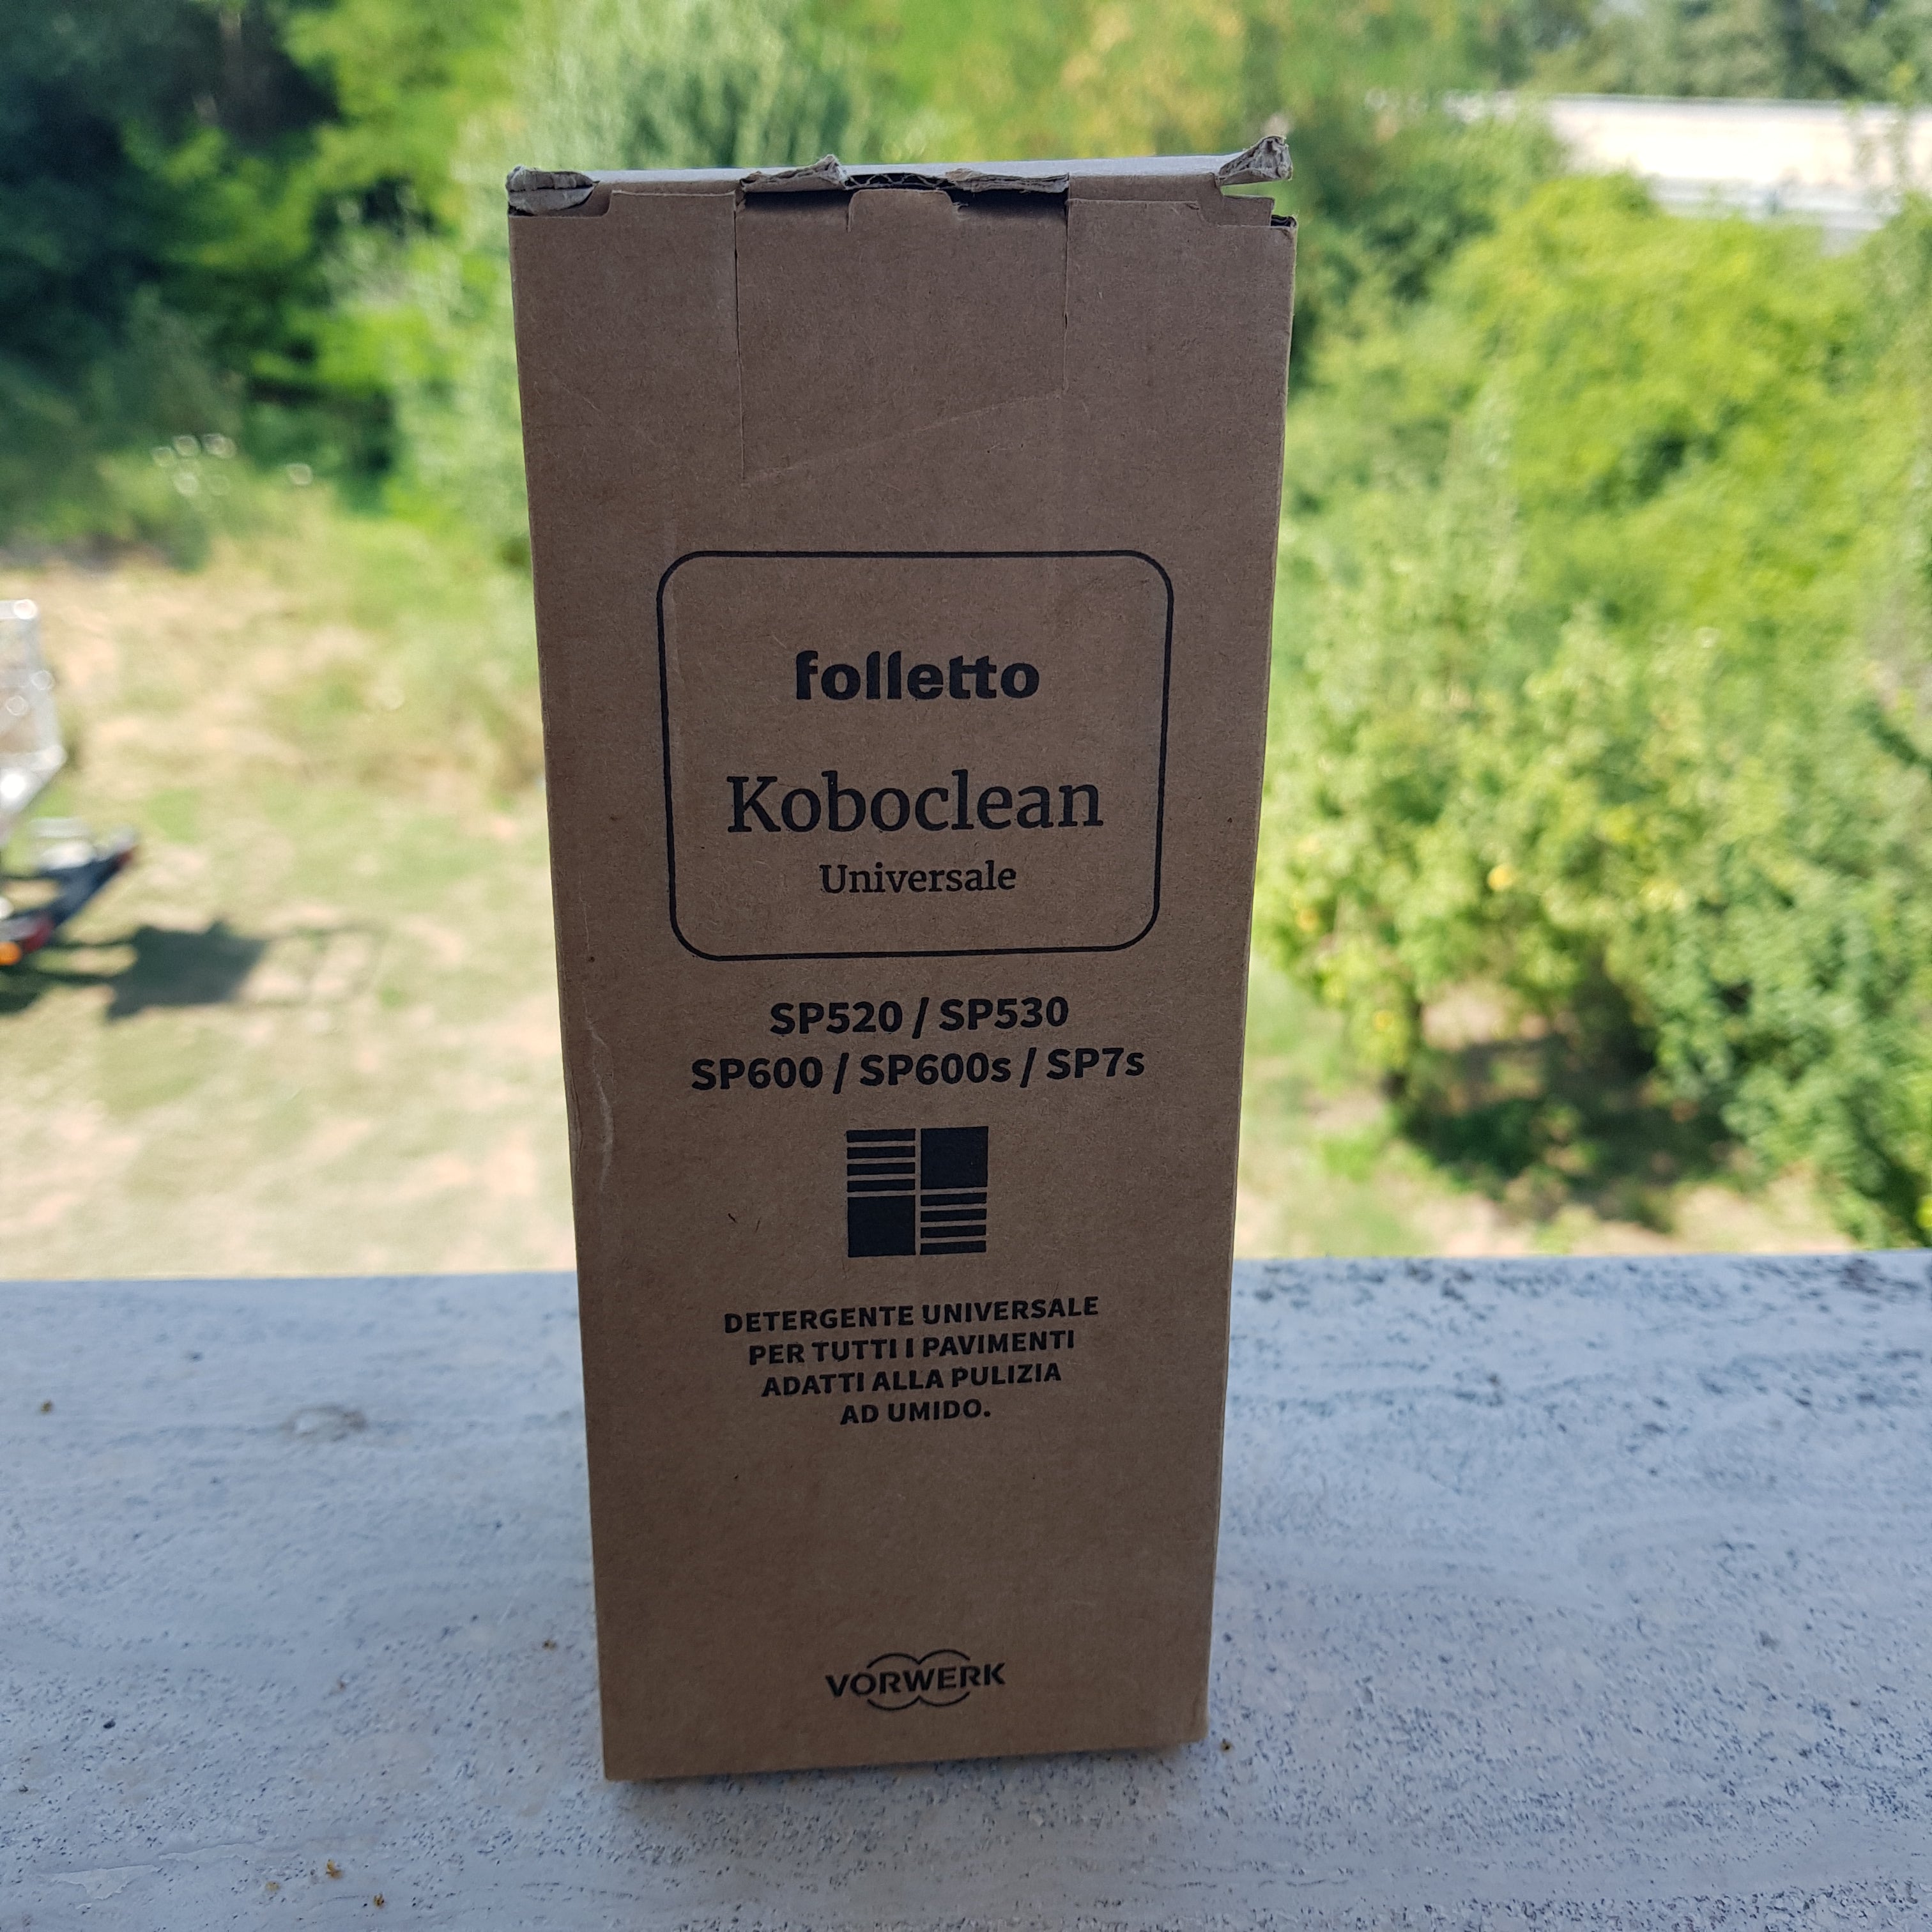 folletto
Koboclean
Universale
SP520 / SP530
SP600 / SP600s / SP7s
DETERGENTE UNIVERSALE
PER TUTTI I PAVIMENTI
ADATTI ALLA PULIZIA
AD UMIDO.
VORWERK